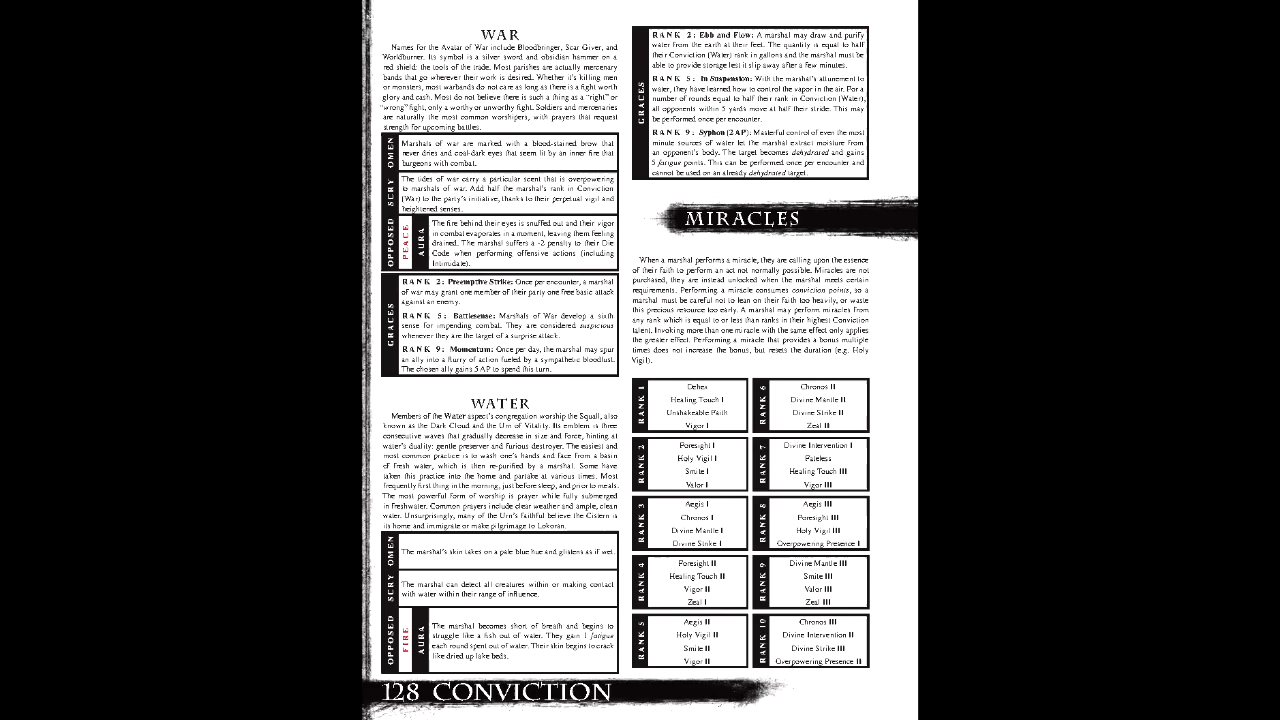 WAR
Names for the Avatar of War include Bloodbringer, Scar Giver, and
Worldburner. Its symbol is a silver sword and obsidian hammer on a
red shield: the tools of the trade. Most parishes are actually mercenary
bands that go wherever their work is desired. Whether it's killing men
or monsters, most warbands do not care as long as there is a fight worth
glory and cash. Most do not believe there is such a thing as a "right" or
"wrong" fight, only a worthy or unworthy fight. Soldiers and mercenaries
are naturally the most common worshipers, with prayers that request
strength for upcoming battles.
OMEN
Marshals of war are marked with a blood-stained brow that
never dries and coal-dark eyes that seem lit by an inner fire that
burgeons with combat.
SCRY
The tides of war carry a particular scent that is overpowering
to marshals of war. Add half the marshal's rank in Conviction
(War) to the party's initiative, thanks to their perpetual vigil and
heightened senses.
OPPOSED
PEACE
AURA
The fire behind their eyes is snuffed out and their vigor
in combat evaporates in a moment, leaving them feeling
drained. The marshal suffers a -2 penalty to their Die
Code when performing offensive actions (including
Intimidate).
GRACES
RANK 2: Preemptive Strike: Once per encounter, a marshal
of war may grant one member of their party one free basic attack
against an enemy.
RANK 5: Battlesense: Marshals of War develop a sixth
sense for impending combat. They are considered suspicious
whenever they are the target of a surprise attack.
RANK 9: Momentum: Once per day, the marshal may spur
an ally into a flurry of action fueled by a sympathetic bloodlust.
The chosen ally gains 5 AP to spend this turn.
WATER
Members of the Water aspect's congregation worship the Squall, also
known as the Dark Cloud and the Urn of Vitality. Its emblem is three
consecutive waves that gradually decrease in size and force, hinting at
water's duality: gentle preserver and furious destroyer. The easiest and
most common practice is to wash one's hands and face from a basin
of fresh water, which is then re-purified by a marshal. Some have
taken this practice into the home and partake at various times. Most
frequently first thing in the morning, just before sleep, and prior to meals.
The most powerful form of worship is prayer while fully submerged
in freshwater. Common prayers include clear weather and ample, clean
water. Unsurprisingly, many of the Urn's faithful believe the Cistern is
its home and immigrate or make pilgrimage to Lokoran.
OMEN
The marshal's skin takes on a pale blue hue and glistens as if wet.
SCRY
The marshal can detect all creatures within or making contact
with water within their range of influence.
OPPOSED
FIRE
AURA
The marshal becomes short of breath and begins to
struggle like a fish out of water. They gain 1 fatigue
each round spent out of water. Their skin begins to crack
like dried up lake beds.
128 CONVICTION
GRACES
RANK 2: Ebb and Flow: A marshal may draw and purify
water from the earth at their feet. The quantity is equal to half
their Conviction (Water) rank in gallons and the marshal must be
able to provide storage lest it slip away after a few minutes.
RANK 5: In Suspension: With the marshal's attunement to
water, they have learned how to control the vapor in the air. For a
number of rounds equal to half their rank in Conviction (Water),
all opponents within 5 yards move at half their stride. This may
be performed once per encounter.
RANK 9: Syphon (2 AP): Masterful control of even the most
minute sources of water let the marshal extract moisture from
an opponent's body. The target becomes dehydrated and gains
5 fatigue points. This can be performed once per encounter and
cannot be used on an already dehydrated target.
MIRACLES
When a marshal performs a miracle, they are calling upon the essence
of their faith to perform an act not normally possible. Miracles are not
purchased, they are instead unlocked when the marshal meets certain
requirements. Performing a miracle consumes conviction points, so a
marshal must be careful not to lean on their faith too heavily, or waste
this precious resource too early. A marshal may perform miracles from
any rank which is equal to or less than ranks in their highest Conviction
talent. Invoking more than one miracle with the same effect only applies
the greater effect. Performing a miracle that provides a bonus multiple
times does not increase the bonus, but resets the duration (e.g. Holy
Vigil).
RANK 1
Dehex
Healing Touch I
Unshakeable Faith
Vigor I
RANK 2
Foresight I
Holy Vigil I
Smite I
Valor I
RANK 3
Aegis I
Chronos I
Divine Mantle I
Divine Strike I
RANK 4
Foresight II
Healing Touch II
Vigor II
Zeal I
RANK 5
Aegis II
Holy Vigil II
Smite II
Vigor II
RANK 6
Chronos II
Divine Mantle II
Divine Strike II
Zeal II
RANK 7
Divine Intervention I
Fateless
Healing Touch III
Vigor III
RANK 8
Aegis III
Foresight III
Holy Vigil III
Overpowering Presence I
RANK 9
Divine Mantle III
Smite III
Valor III
Zeal III
RANK 10
Chronos III
Divine Intervention II
Divine Strike III
Overpowering Presence II